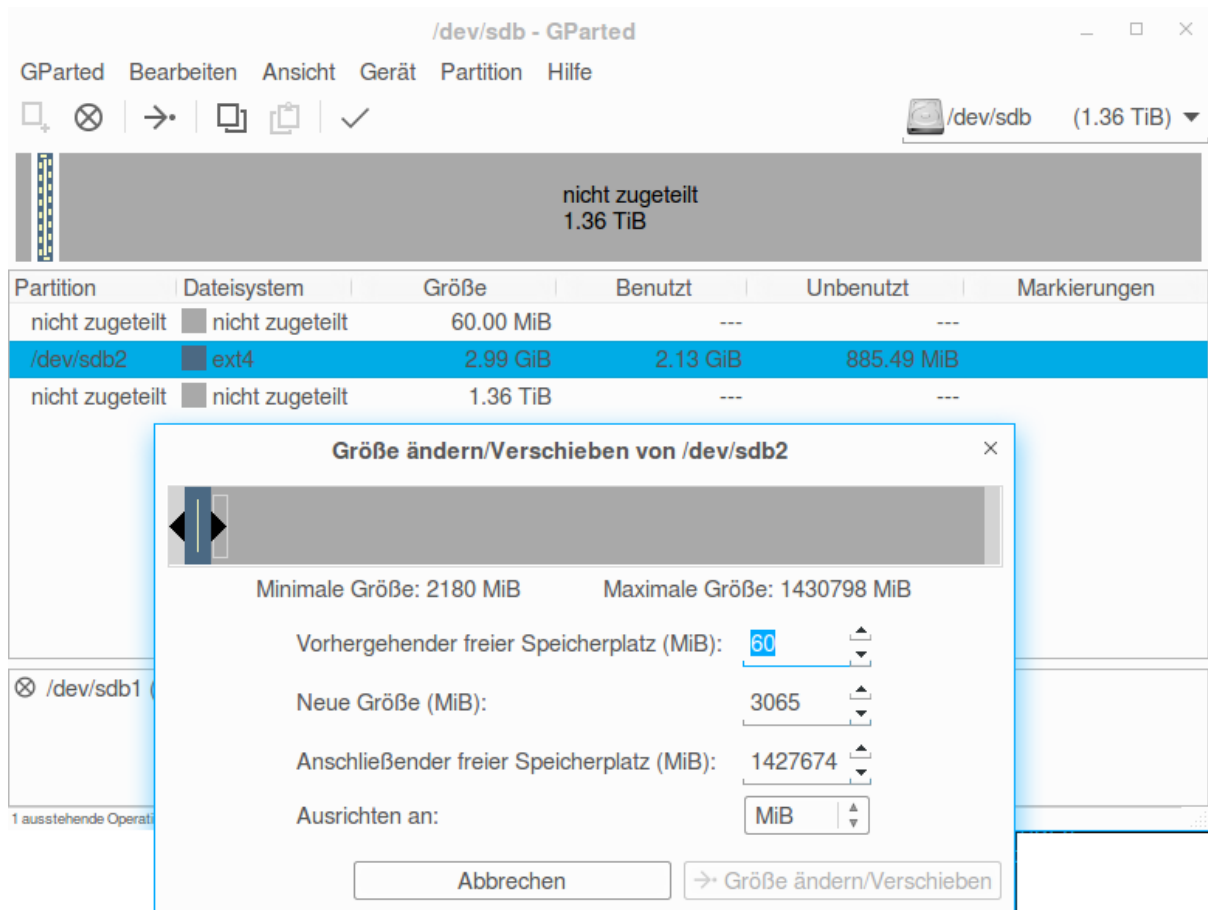 /dev/sdb - GParted
GParted Bearbeiten Ansicht Gerät Partition Hilfe
/dev/sdb (1.36 TiB)
nicht zugeteilt
1.36 TiB
Partition Dateisystem Größe Benutzt Unbenutzt Markierungen
nicht zugeteilt nicht zugeteilt 60.00 MiB --- ---
/dev/sdb2 ext4 2.99 GiB 2.13 GiB 885.49 MiB
nicht zugeteilt nicht zugeteilt 1.36 TiB --- ---
Größe ändern/Verschieben von /dev/sdb2
Minimale Größe: 2180 MiB Maximale Größe: 1430798 MiB
Vorhergehender freier Speicherplatz (MiB): 60
/dev/sdb1 (
Neue Größe (MiB): 3065
Anschließender freier Speicherplatz (MiB): 1427674
Ausrichten an: MiB
1 ausstehende Operati
Abbrechen Größe ändern/Verschieben